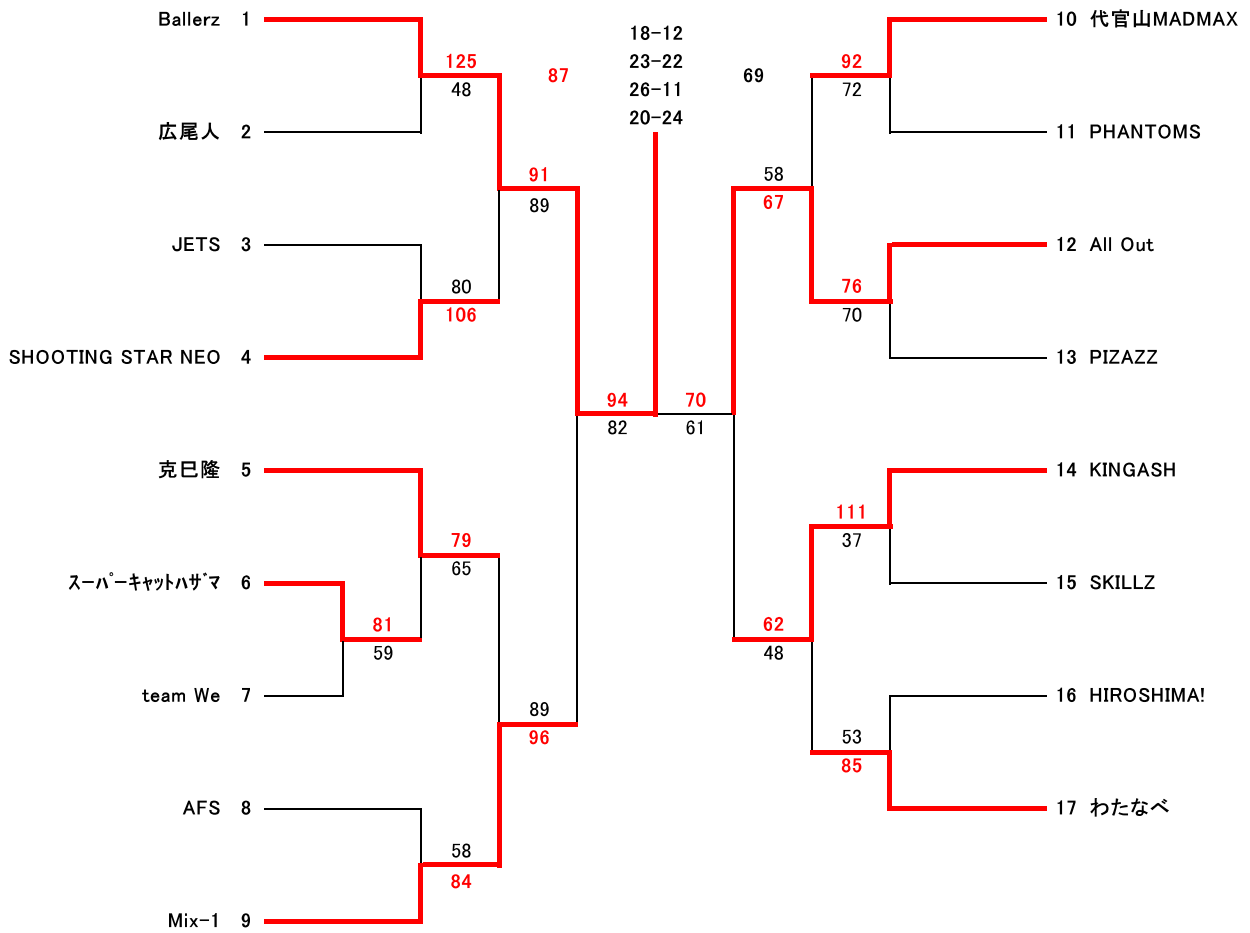 Ballerz 1
125
48
広尾人 2
91
89
JETS 3
80
106
SHOOTING STAR NEO 4
94
82
克巳隆 5
79
65
ｽｰﾊﾟｰｷｬｯﾄﾊｻﾞﾏ 6
81
59
team We 7
89
96
AFS 8
58
84
Mix-1 9
87
18-12
23-22
26-11
20-24
69
10 代官山MADMAX
92
72
11 PHANTOMS
58
67
12 All Out
76
70
13 PIZAZZ
70
61
14 KINGASH
111
37
15 SKILLZ
62
48
16 HIROSHIMA!
53
85
17 わたなべ